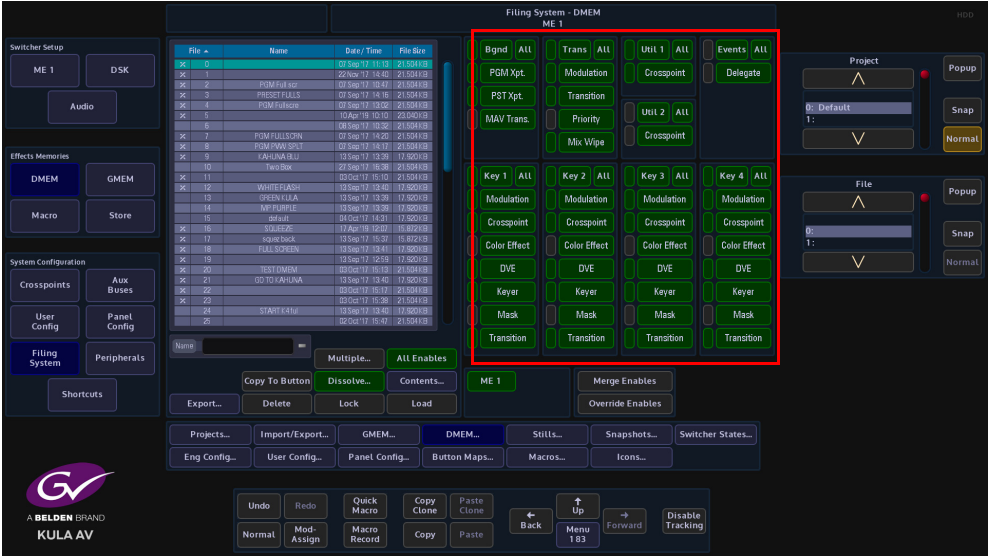 Filing System - DMEM
ME 1
HDD
Switcher Setup
ME 1
DSK
Audio
Effects Memories
DMEM
GMEM
Macro
Store
System Configuration
Crosspoints
Aux Buses
User Config
Panel Config
Filing System
Peripherals
Shortcuts
File Name Date/ Time File Size
0 07 Sep '17 11:13 21.504 KB
1 22 Nov '17 14:40 21.504 KB
2 PGM Full scr 07 Sep '17 10:47 21.504 KB
3 PRESET FULLS 07 Sep '17 14:16 21.504 KB
4 PGM Fullscre 07 Sep '17 13:02 21.504 KB
5 10 Apr '19 10:10 23.040 KB
6 08 Sep '17 10:32 21.504 KB
7 PGM FULLSCRN 07 Sep '17 14:20 21.504 KB
8 PGM PVW SPLT 07 Sep '17 14:17 21.504 KB
9 KAHUNA BLU 13 Sep '17 13:39 17.920 KB
10 Two Box 27 Sep '17 16:38 21.504 KB
11 03 Oct '17 15:10 21.504 KB
12 WHITE FLASH 13 Sep '17 13:40 17.920 KB
13 GREEN KULA 13 Sep '17 13:39 17.920 KB
14 MP PURPLE 13 Sep '17 13:39 17.920 KB
15 default 04 Oct '17 14:31 21.504 KB
16 SQUEEZE 17 Apr '19 12:07 15.872 KB
17 squez back 13 Sep '17 15:37 15.872 KB
18 FULL SCREEN 13 Sep '17 13:41 17.920 KB
19 13 Sep '17 12:59 17.920 KB
20 TEST DMEM 03 Oct '17 15:13 21.504 KB
21 GO TO KAHUNA 13 Sep '17 13:40 17.920 KB
22 03 Oct '17 15:17 21.504 KB
23 03 Oct '17 15:38 21.504 KB
24 START K4 ful 13 Sep '17 13:40 17.920 KB
25 02 Oct '17 15:47 21.504 KB
Name
Multiple... All Enables
Copy To Button Dissolve... Contents...
Export... Delete Lock Load
Bgnd All
PGM Xpt.
PST Xpt.
MAV Trans.
Trans All
Modulation
Transition
Priority
Mix Wipe
Util 1 All
Crosspoint
Util 2 All
Crosspoint
Events All
Delegate
Key 1 All
Modulation
Crosspoint
Color Effect
DVE
Keyer
Mask
Transition
Key 2 All
Modulation
Crosspoint
Color Effect
DVE
Keyer
Mask
Transition
Key 3 All
Modulation
Crosspoint
Color Effect
DVE
Keyer
Mask
Transition
Key 4 All
Modulation
Crosspoint
Color Effect
DVE
Keyer
Mask
Transition
ME 1
Merge Enables
Override Enables
Project
0: Default
1:
Popup
Snap
Normal
File
0:
1:
Popup
Snap
Normal
Projects... Import/Export... GMEM... DMEM... Stills... Snapshots... Switcher States...
Eng Config... User Config... Panel Config... Button Maps... Macros... Icons...
GV
A BELDEN BRAND
KULA AV
Undo
Redo
Quick Macro
Copy Clone
Paste Clone
Normal
Mod-Assign
Macro Record
Copy
Paste
Back
Up
Menu 183
Forward
Disable Tracking